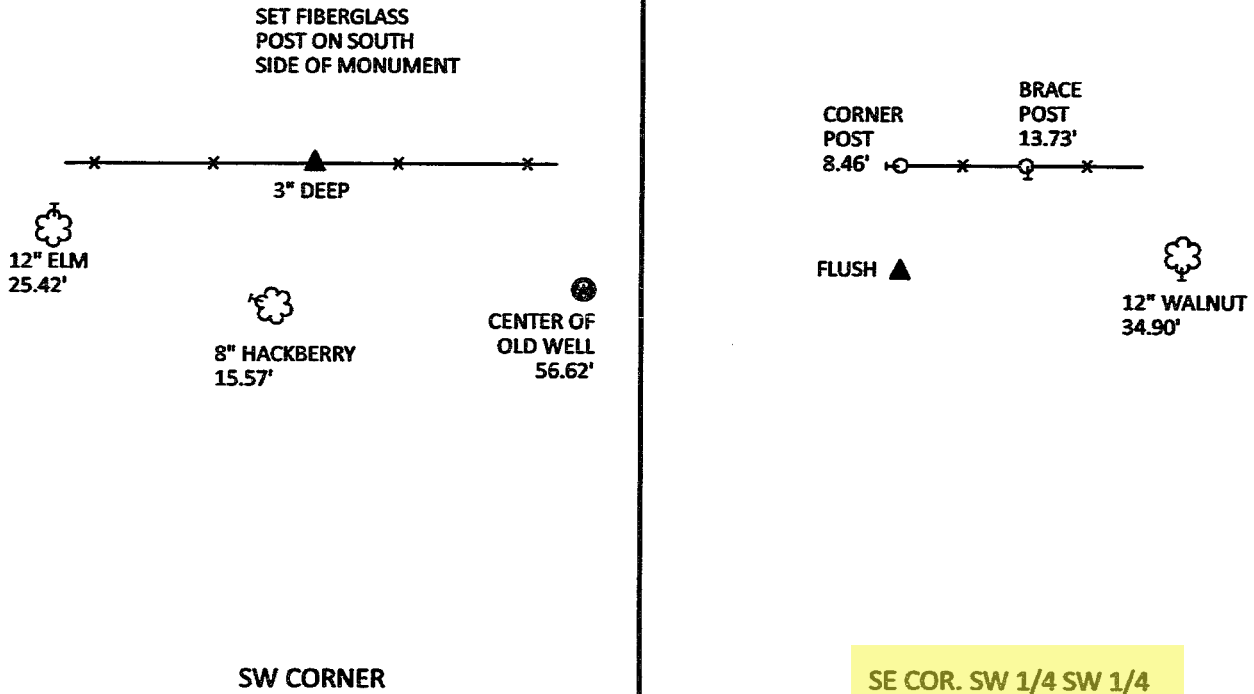 SET FIBERGLASS
POST ON SOUTH
SIDE OF MONUMENT
3" DEEP
12" ELM
25.42'
8" HACKBERRY
15.57'
CENTER OF
OLD WELL
56.62'
SW CORNER
CORNER
POST
8.46'
BRACE
POST
13.73'
FLUSH
12" WALNUT
34.90'
SE COR. SW 1/4 SW 1/4